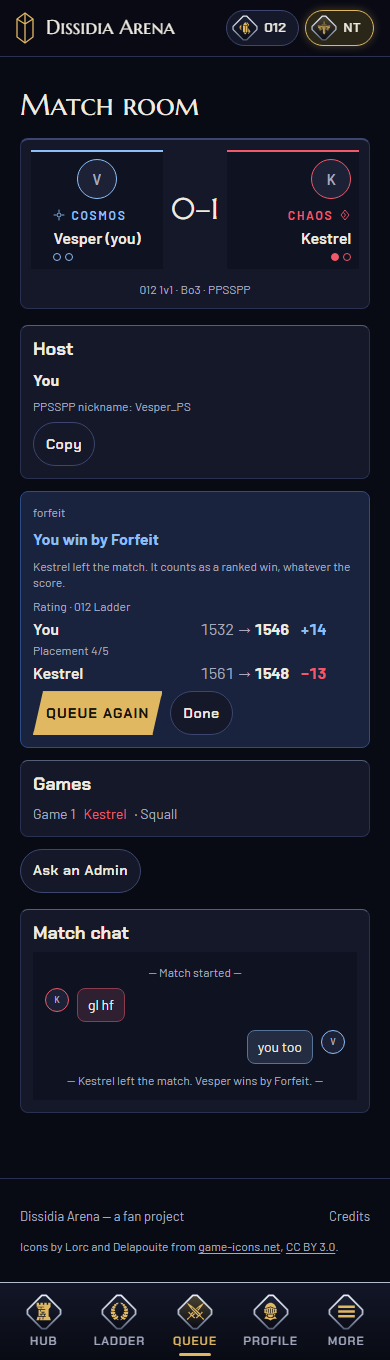 Dissidia Arena
012
NT
Match room
V
K
COSMOS
CHAOS
0–1
Vesper (you)
Kestrel
012 1v1 · Bo3 · PPSSPP
Host
You
PPSSPP nickname: Vesper_PS
Copy
forfeit
You win by Forfeit
Kestrel left the match. It counts as a ranked win, whatever the
score.
Rating · 012 Ladder
You 1532 → 1546 +14
Placement 4/5
Kestrel 1561 → 1548 −13
QUEUE AGAIN
Done
Games
Game 1 Kestrel · Squall
Ask an Admin
Match chat
— Match started —
K
gl hf
you too
V
— Kestrel left the match. Vesper wins by Forfeit. —
Dissidia Arena — a fan project
Credits
Icons by Lorc and Delapouite from game-icons.net, CC BY 3.0.
HUB
LADDER
QUEUE
PROFILE
MORE